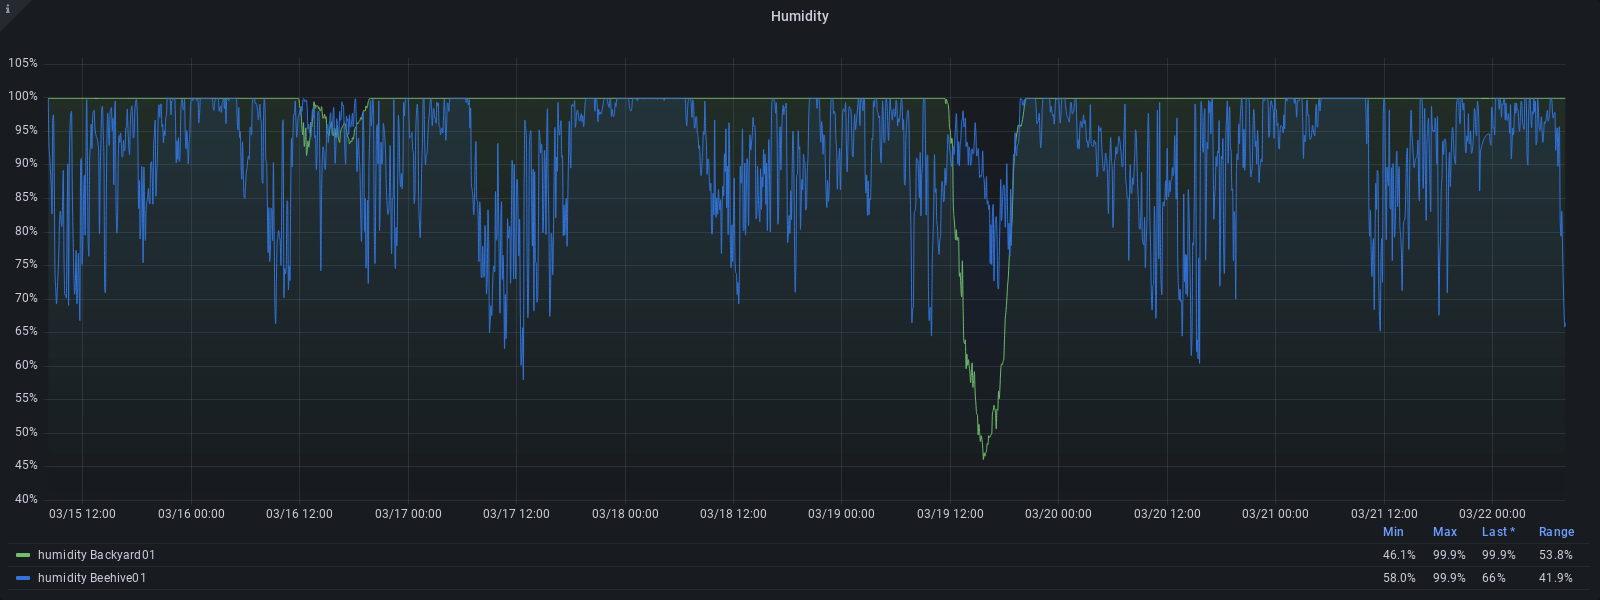 i
Humidity
105%
100%
95%
90%
85%
80%
75%
70%
65%
60%
55%
50%
45%
40%
03/15 12:00 03/16 00:00 03/16 12:00 03/17 00:00 03/17 12:00 03/18 00:00 03/18 12:00 03/19 00:00 03/19 12:00 03/20 00:00 03/20 12:00 03/21 00:00 03/21 12:00 03/22 00:00
Min Max Last * Range
humidity Backyard01 46.1% 99.9% 99.9% 53.8%
humidity Beehive01 58.0% 99.9% 66% 41.9%